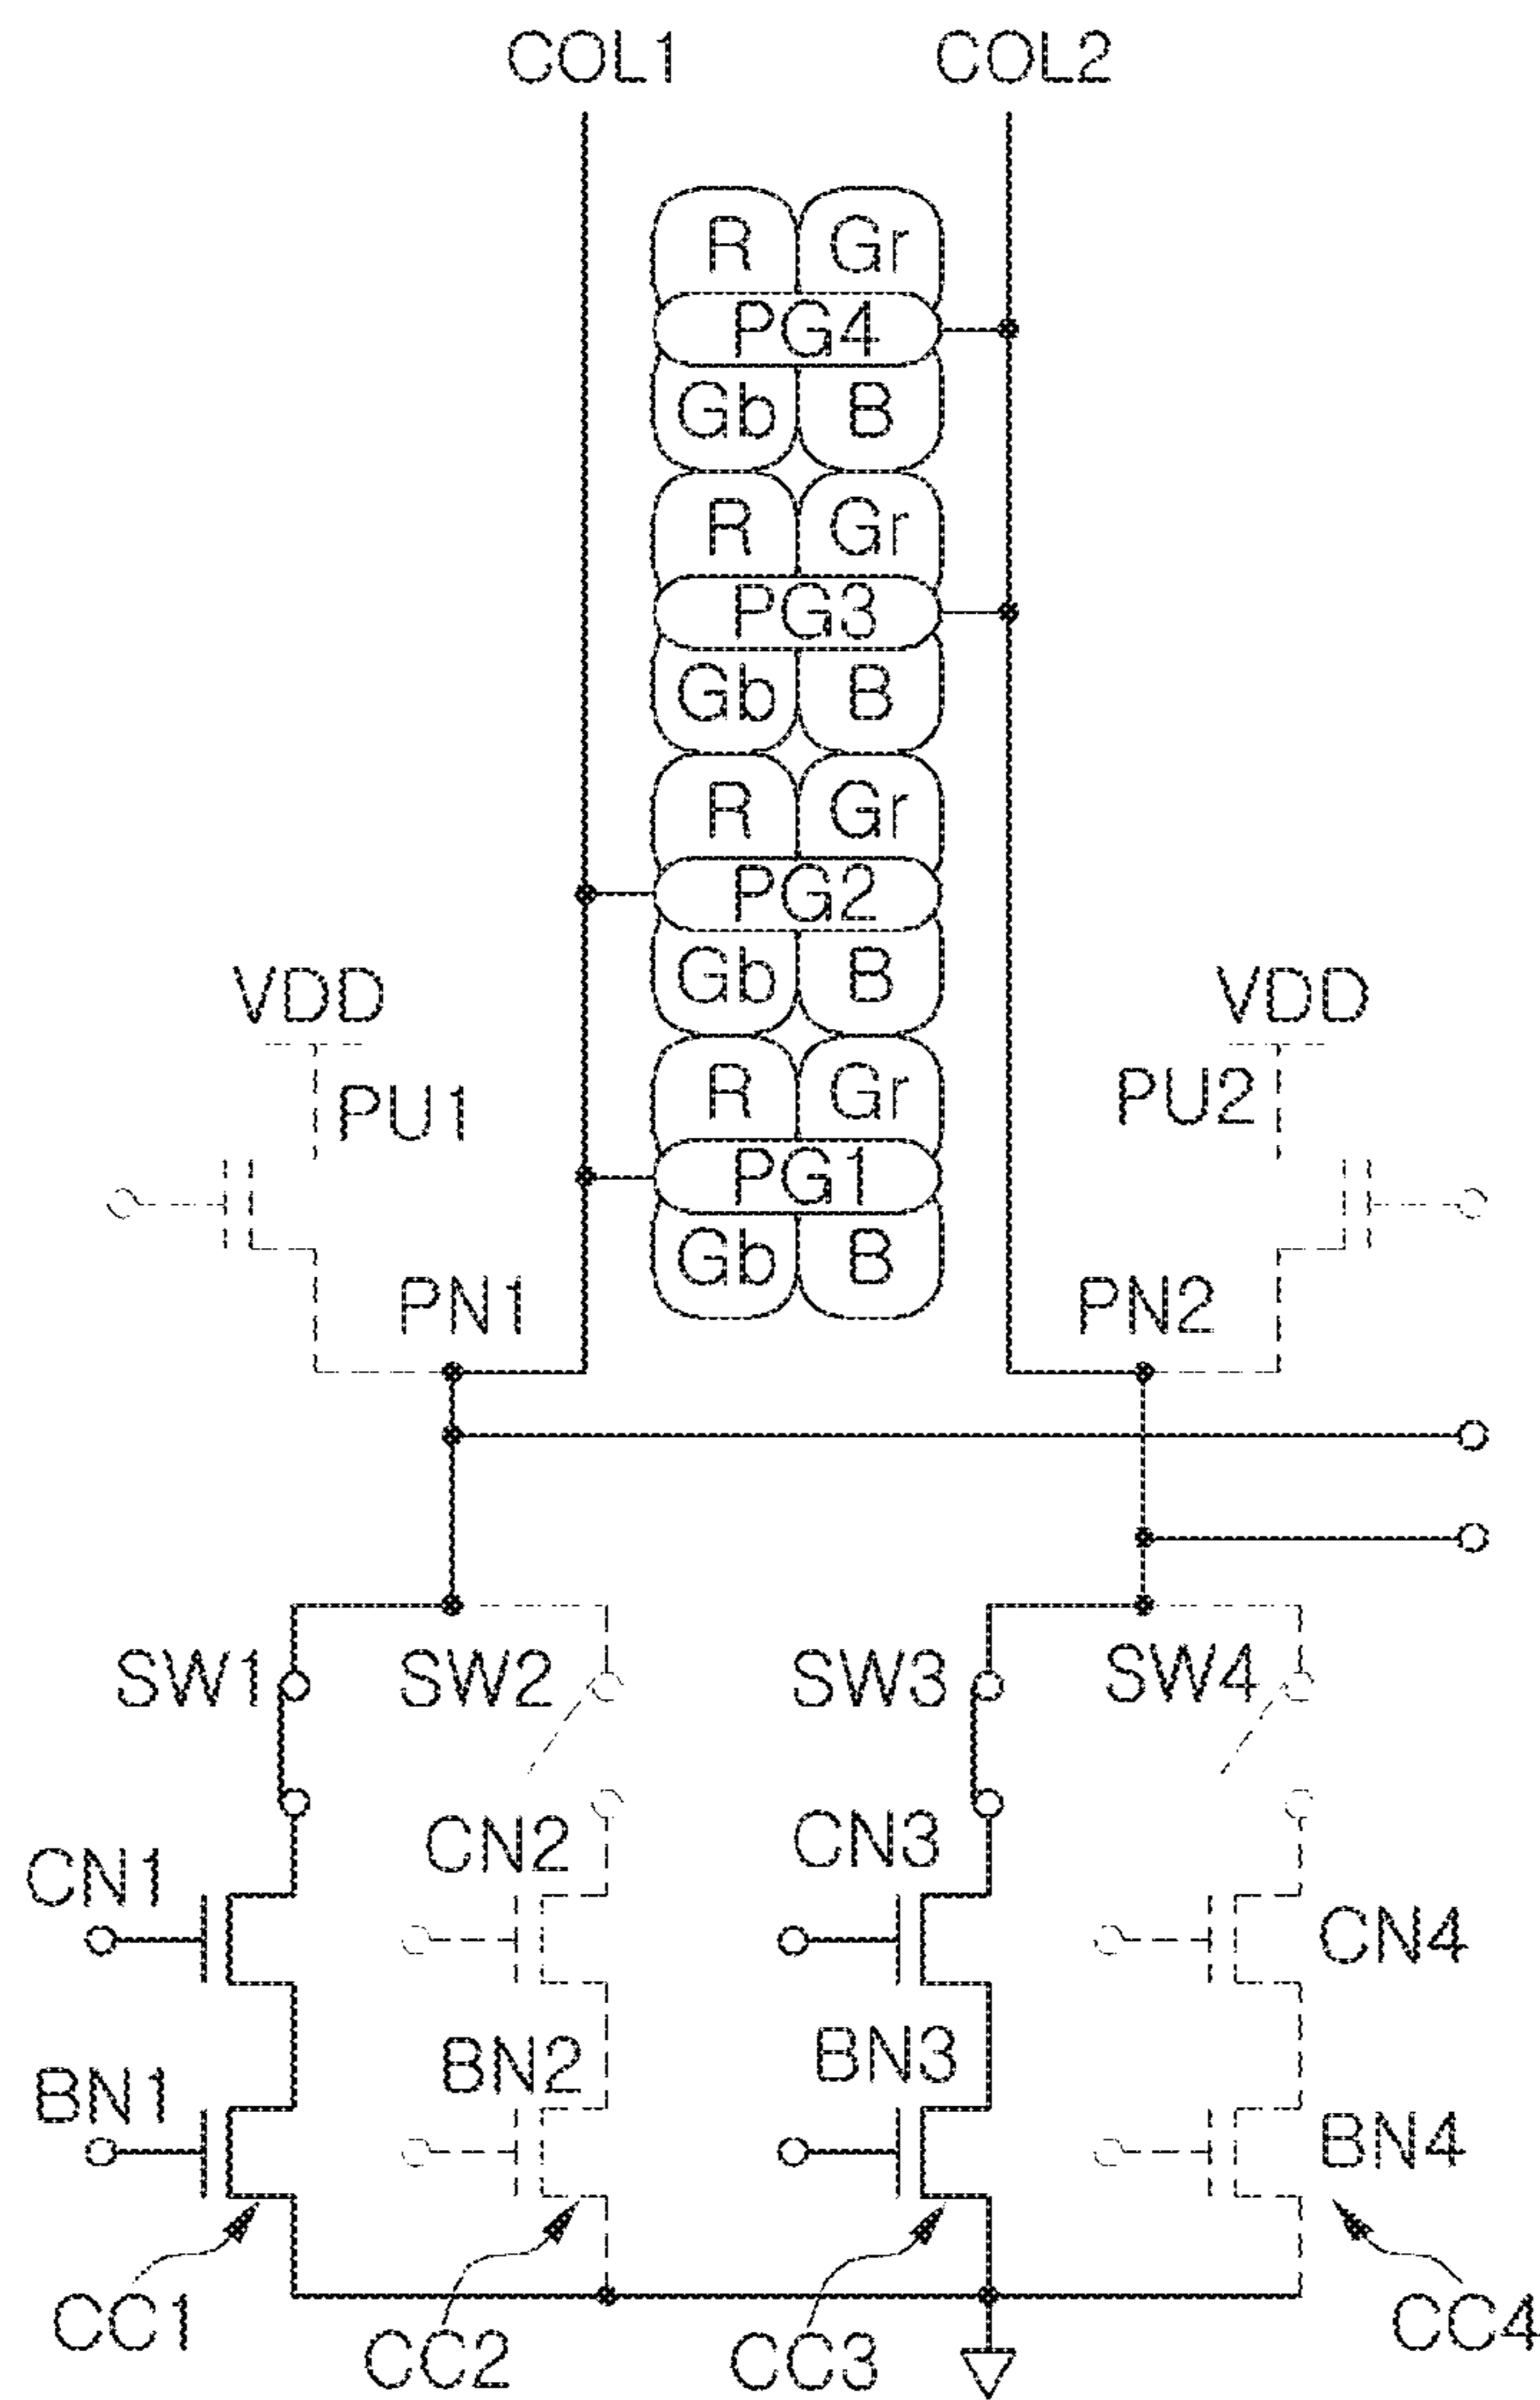 COL1 COL2
R Gr
PG4
Gb B
R Gr
PG3
Gb B
R Gr
PG2
Gb B
VDD VDD
R Gr
PU1 PU2
PG1
Gb B
PN1 PN2
SW1 SW2 SW3 SW4
CN1 CN2 CN3 CN4
BN1 BN2 BN3 BN4
CC1 CC2 CC3 CC4